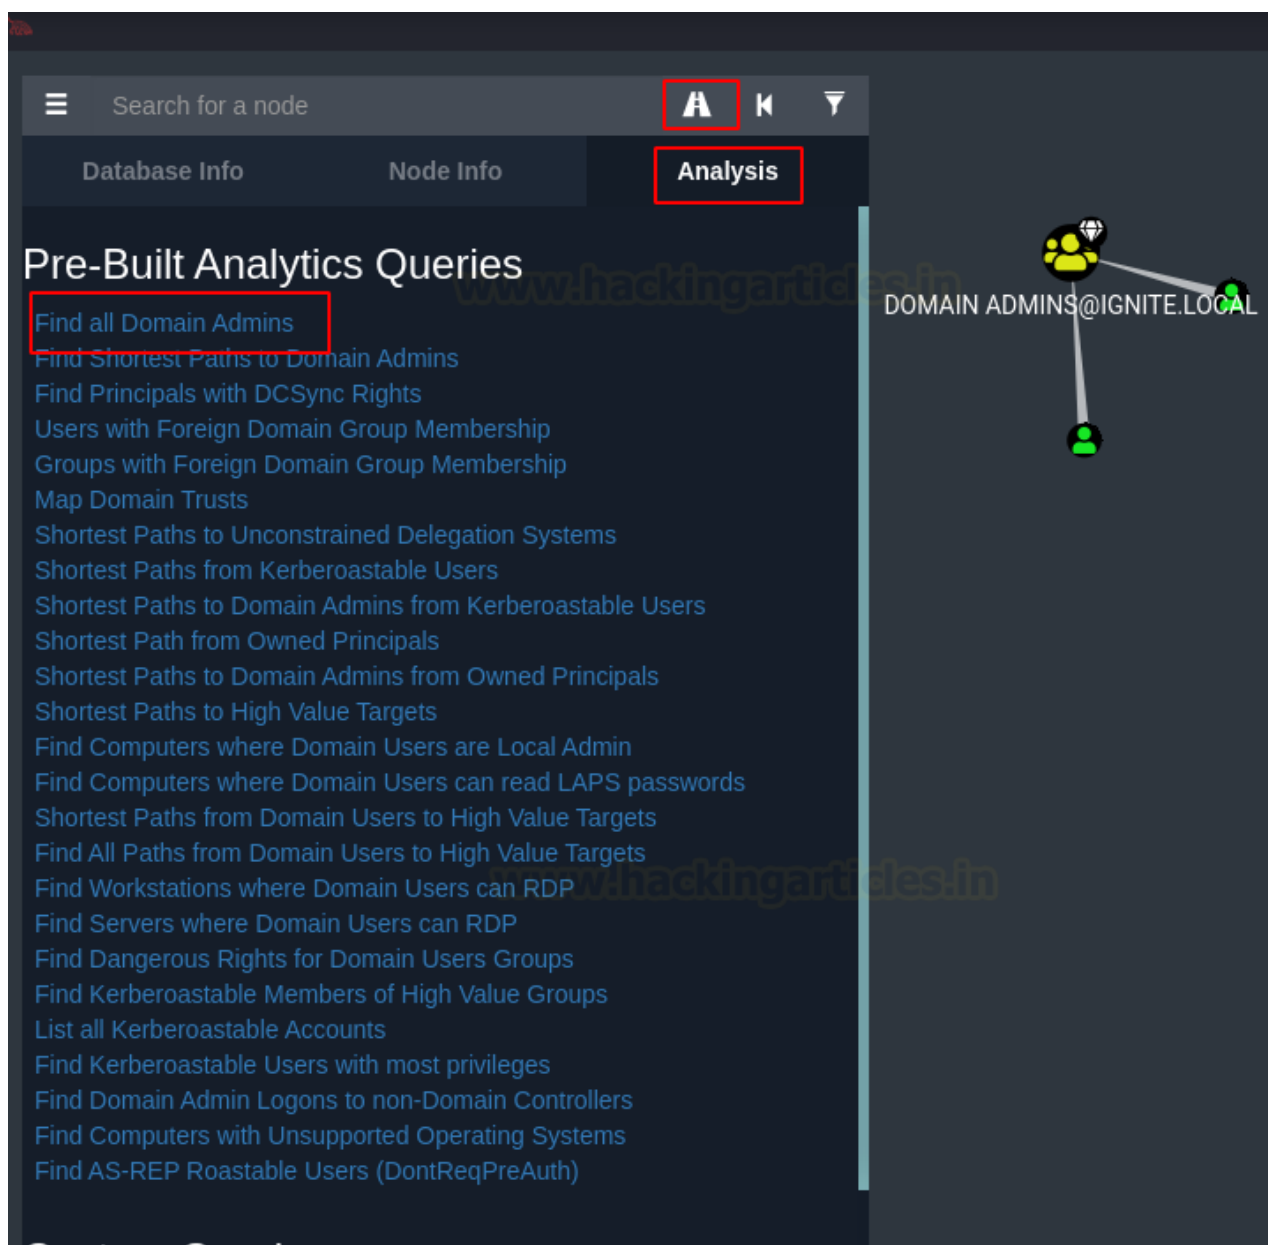 Search for a node
Database Info Node Info Analysis
Pre-Built Analytics Queries
www.hackingarticles.in
DOMAIN ADMINS@IGNITE.LOCAL
Find all Domain Admins
Find Shortest Paths to Domain Admins
Find Principals with DCSync Rights
Users with Foreign Domain Group Membership
Groups with Foreign Domain Group Membership
Map Domain Trusts
Shortest Paths to Unconstrained Delegation Systems
Shortest Paths from Kerberoastable Users
Shortest Paths to Domain Admins from Kerberoastable Users
Shortest Path from Owned Principals
Shortest Paths to Domain Admins from Owned Principals
Shortest Paths to High Value Targets
Find Computers where Domain Users are Local Admin
Find Computers where Domain Users can read LAPS passwords
Shortest Paths from Domain Users to High Value Targets
Find All Paths from Domain Users to High Value Targets
Find Workstations where Domain Users can RDP
www.hackingarticles.in
Find Servers where Domain Users can RDP
Find Dangerous Rights for Domain Users Groups
Find Kerberoastable Members of High Value Groups
List all Kerberoastable Accounts
Find Kerberoastable Users with most privileges
Find Domain Admin Logons to non-Domain Controllers
Find Computers with Unsupported Operating Systems
Find AS-REP Roastable Users (DontReqPreAuth)